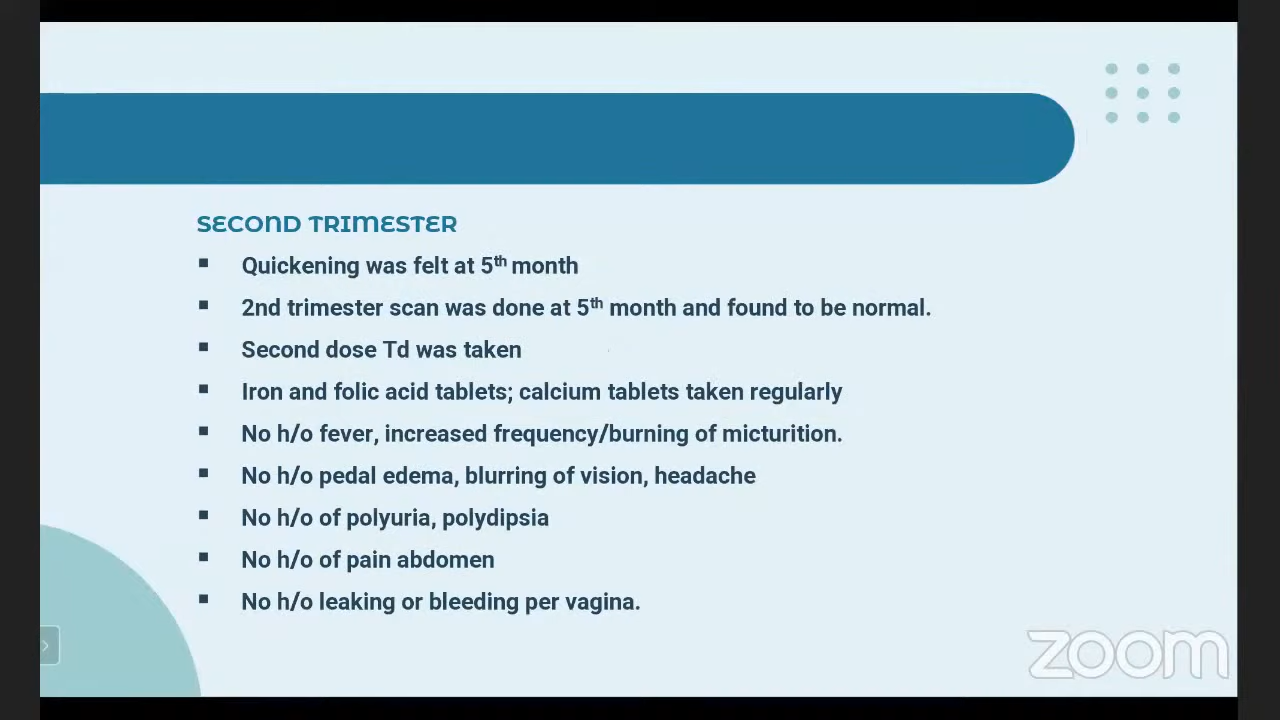 SECOND TRIMESTER
▪ Quickening was felt at 5th month
▪ 2nd trimester scan was done at 5th month and found to be normal.
▪ Second dose Td was taken
▪ Iron and folic acid tablets; calcium tablets taken regularly
▪ No h/o fever, increased frequency/burning of micturition.
▪ No h/o pedal edema, blurring of vision, headache
▪ No h/o of polyuria, polydipsia
▪ No h/o of pain abdomen
▪ No h/o leaking or bleeding per vagina.
zoom